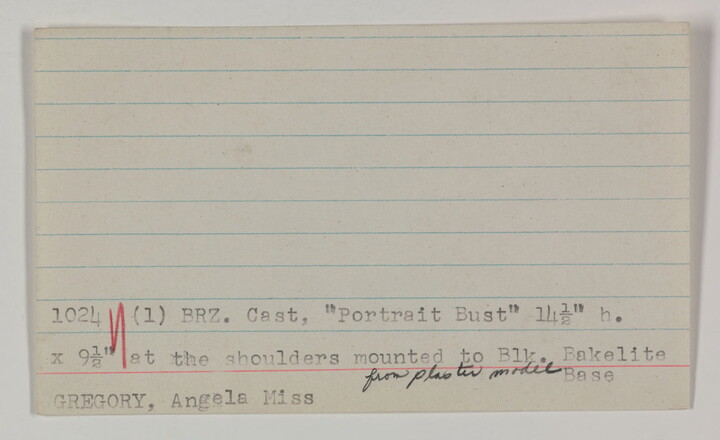 1024 (1) BRZ. Cast, "Portrait Bust" 14½" h.
x 9½" at the shoulders mounted to Blk. Bakelite
from plaster model Base
GREGORY, Angela Miss